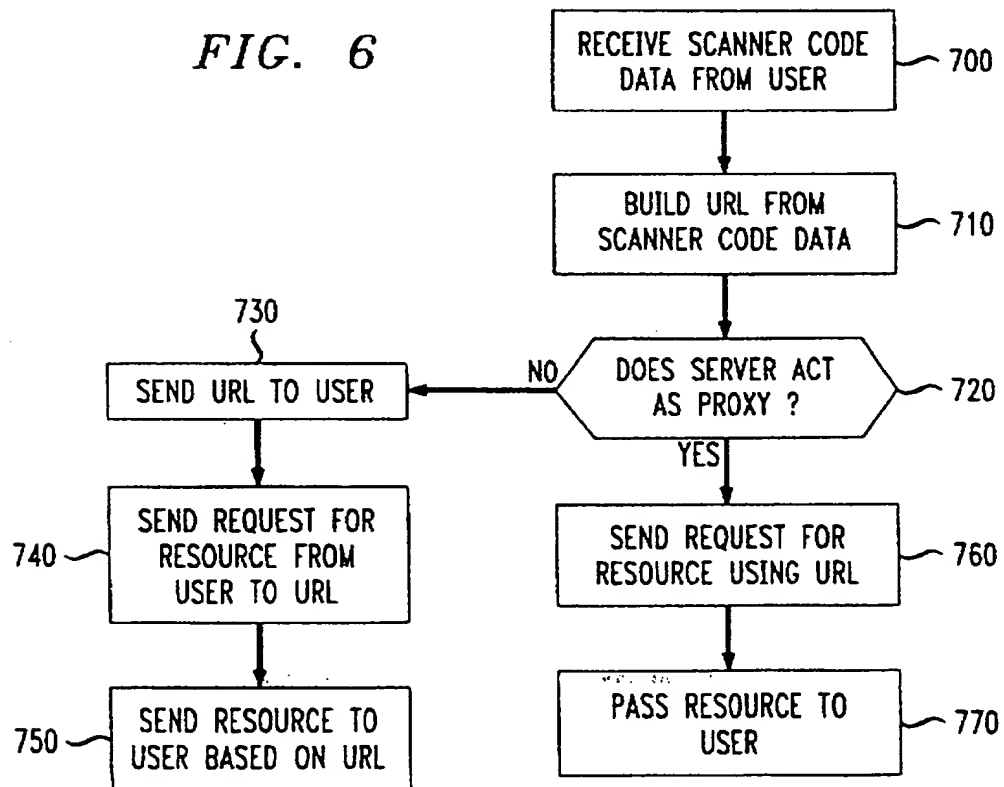 FIG. 6
RECEIVE SCANNER CODE
DATA FROM USER
700
BUILD URL FROM
SCANNER CODE DATA
710
730
SEND URL TO USER
NO
DOES SERVER ACT
AS PROXY ?
720
YES
740
SEND REQUEST FOR
RESOURCE FROM
USER TO URL
SEND REQUEST FOR
RESOURCE USING URL
760
750
SEND RESOURCE TO
USER BASED ON URL
PASS RESOURCE TO
USER
770